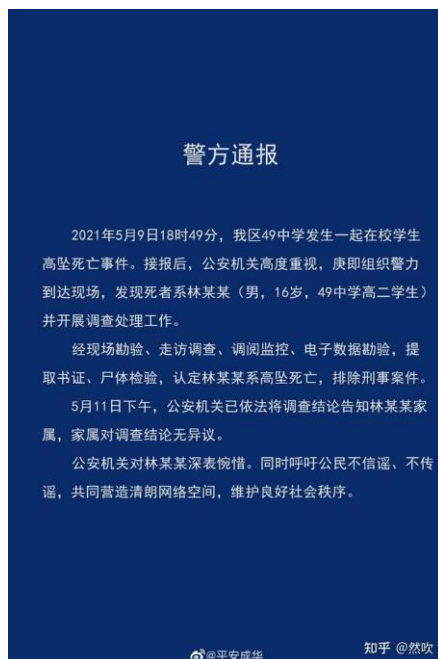 警方通报
2021年5月9日18时49分，我区49中学发生一起在校学生
高坠死亡事件。接报后，公安机关高度重视，庚即组织警力
到达现场，发现死者系林某某（男，16岁，49中学高二学生）
并开展调查处理工作。
经现场勘验、走访调查、调阅监控、电子数据勘验，提
取书证、尸体检验，认定林某某系高坠死亡，排除刑事案件。
5月11日下午，公安机关已依法将调查结论告知林某某家
属，家属对调查结论无异议。
公安机关对林某某深表惋惜。同时呼吁公民不信谣、不传
谣，共同营造清朗网络空间，维护良好社会秩序。
@平安成华
知乎 @然吹